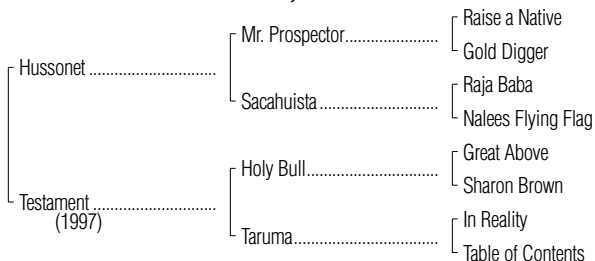 Raise a Native
Mr. Prospector....................
Gold Digger
Hussonet ...........................
Raja Baba
Sacahuista.........................
Nalees Flying Flag
Great Above
Holy Bull............................
Sharon Brown
Testament ..........................
(1997)
In Reality
Taruma...............................
Table of Contents